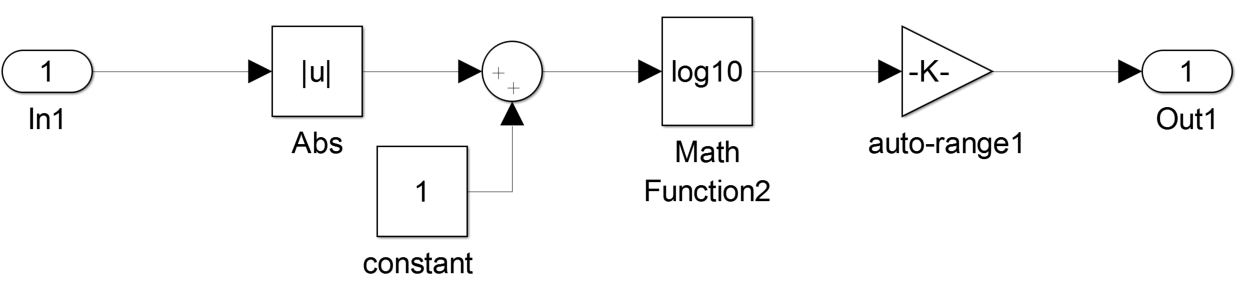 1
In1
|u|
Abs
+
+
1
constant
log10
Math
Function2
-K-
auto-range1
1
Out1